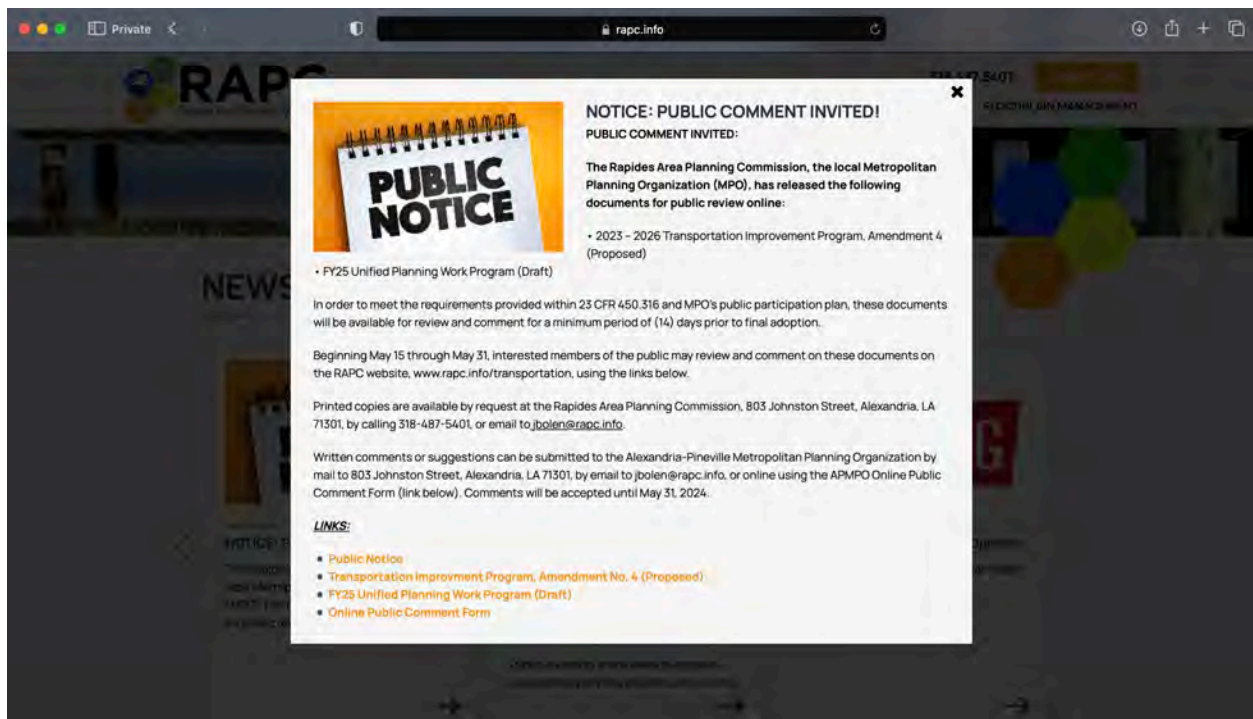 Private
rapc.info
RAPC
NEWS
PUBLIC
NOTICE
NOTICE: PUBLIC COMMENT INVITED!
PUBLIC COMMENT INVITED:
The Rapides Area Planning Commission, the local Metropolitan
Planning Organization (MPO), has released the following
documents for public review online:
• 2023 – 2026 Transportation Improvement Program, Amendment 4
(Proposed)
• FY25 Unified Planning Work Program (Draft)
In order to meet the requirements provided within 23 CFR 450.316 and MPO's public participation plan, these documents
will be available for review and comment for a minimum period of (14) days prior to final adoption.
Beginning May 15 through May 31, interested members of the public may review and comment on these documents on
the RAPC website, www.rapc.info/transportation, using the links below.
Printed copies are available by request at the Rapides Area Planning Commission, 803 Johnston Street, Alexandria, LA
71301, by calling 318-487-5401, or email to jbolen@rapc.info.
Written comments or suggestions can be submitted to the Alexandria-Pineville Metropolitan Planning Organization by
mail to 803 Johnston Street, Alexandria, LA 71301, by email to jbolen@rapc.info, or online using the APMPO Online Public
Comment Form (link below). Comments will be accepted until May 31, 2024.
LINKS:
• Public Notice
• Transportation Improvment Program, Amendment No. 4 (Proposed)
• FY25 Unified Planning Work Program (Draft)
• Online Public Comment Form